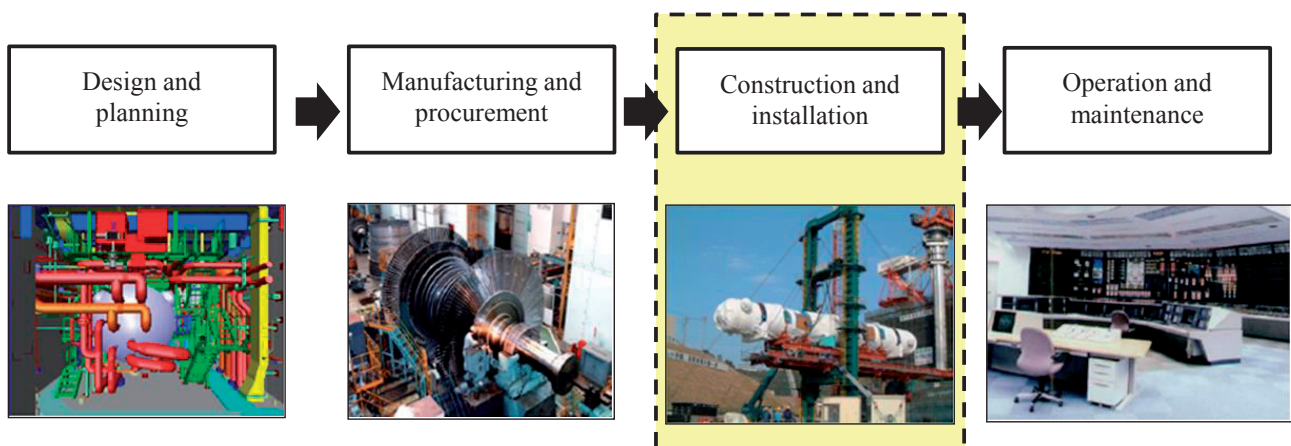 Design and
planning
Manufacturing and
procurement
Construction and
installation
Operation and
maintenance